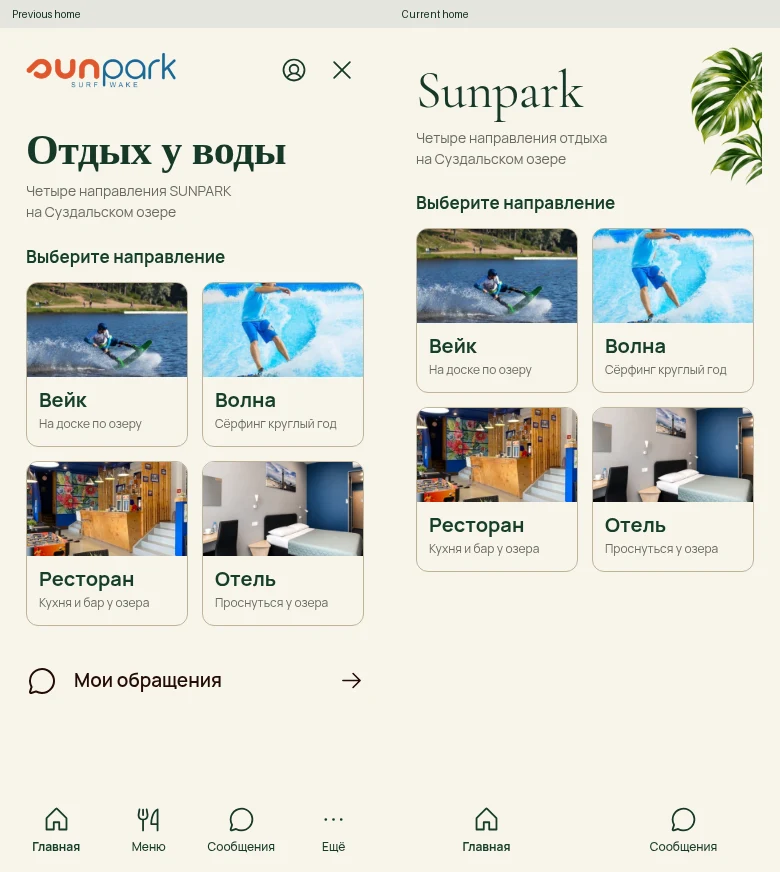 Previous home
sunpark
SURF WAKE
Отдых у воды
Четыре направления SUNPARK
на Суздальском озере
Выберите направление
Вейк
На доске по озеру
Волна
Сёрфинг круглый год
Ресторан
Кухня и бар у озера
Отель
Проснуться у озера
Мои обращения
Главная
Меню
Сообщения
Ещё
Current home
Sunpark
Четыре направления отдыха
на Суздальском озере
Выберите направление
Вейк
На доске по озеру
Волна
Сёрфинг круглый год
Ресторан
Кухня и бар у озера
Отель
Проснуться у озера
Главная
Сообщения